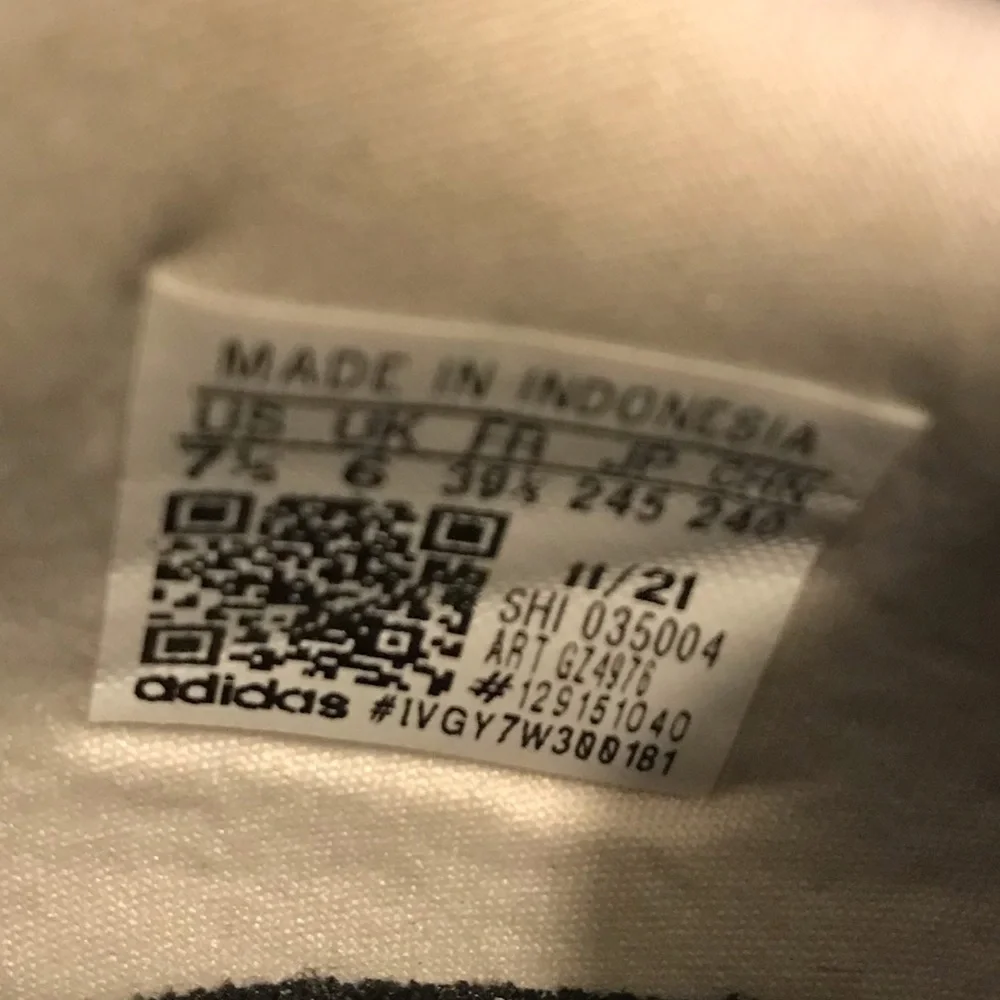 MADE IN INDONESIA
US UK FR JP CHN
7½ 6 39⅓ 245 240
11/21
SHI 035004
ART GZ4976
#129151040
adidas #IVGY7W300181